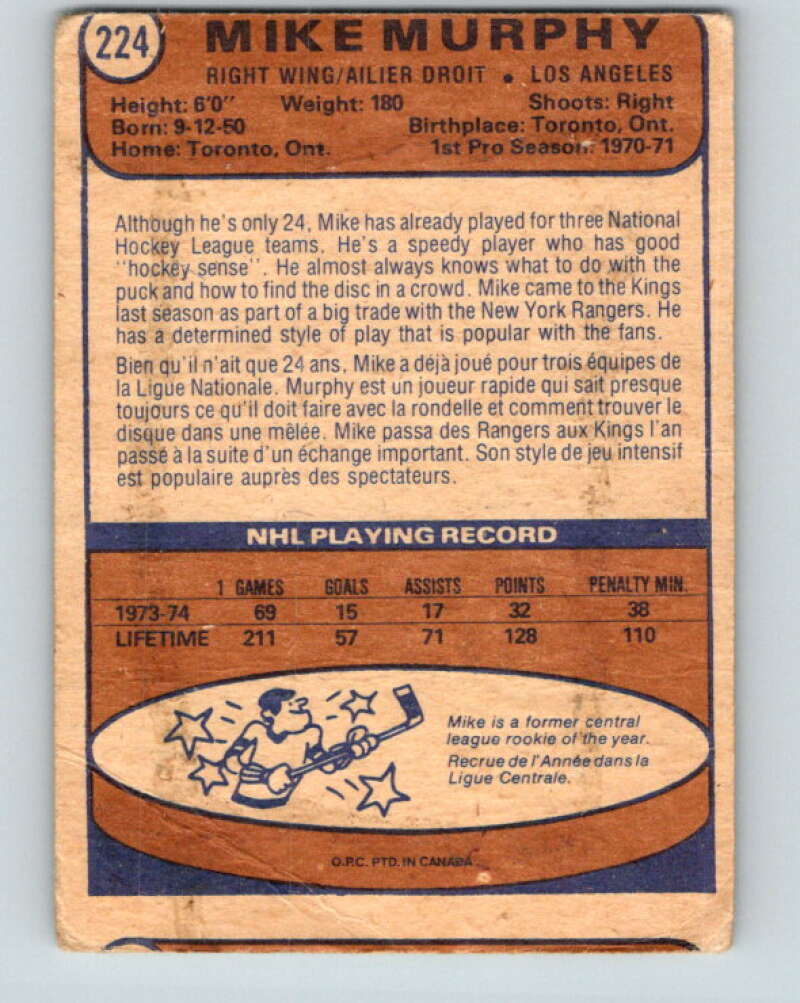 224
MIKE MURPHY
RIGHT WING/AILIER DROIT • LOS ANGELES
Height: 6'0" Weight: 180 Shoots: Right
Born: 9-12-50 Birthplace: Toronto, Ont.
Home: Toronto, Ont. 1st Pro Season: 1970-71
Although he's only 24, Mike has already played for three National
Hockey League teams. He's a speedy player who has good
"hockey sense". He almost always knows what to do with the
puck and how to find the disc in a crowd. Mike came to the Kings
last season as part of a big trade with the New York Rangers. He
has a determined style of play that is popular with the fans.
Bien qu'il n'ait que 24 ans, Mike a déjà joué pour trois équipes de
la Ligue Nationale. Murphy est un joueur rapide qui sait presque
toujours ce qu'il doit faire avec la rondelle et comment trouver le
disque dans une mêlée. Mike passa des Rangers aux Kings l'an
passé à la suite d'un échange important. Son style de jeu intensif
est populaire auprès des spectateurs.
NHL PLAYING RECORD
1 GAMES GOALS ASSISTS POINTS PENALTY MIN.
1973-74 69 15 17 32 38
LIFETIME 211 57 71 128 110
Mike is a former central
league rookie of the year.
Recrue de l'Année dans la
Ligue Centrale.
O.P.C. PTD. IN CANADA